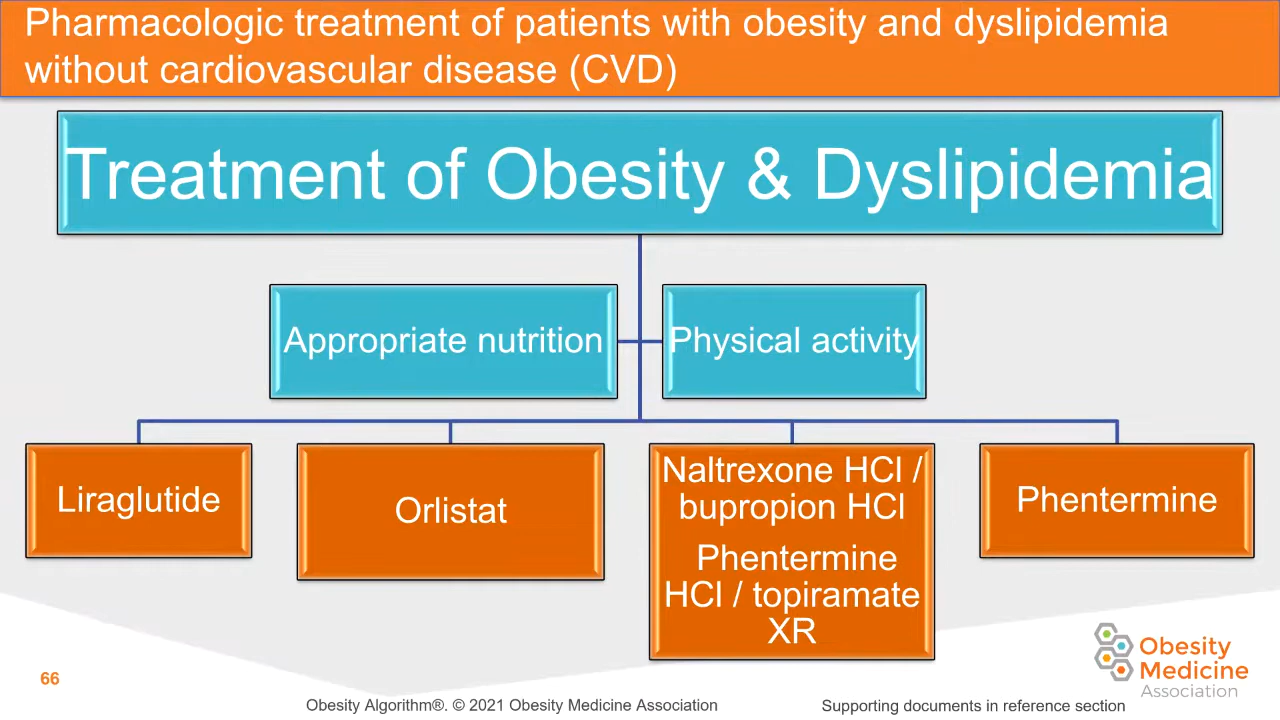 Pharmacologic treatment of patients with obesity and dyslipidemia
without cardiovascular disease (CVD)
Treatment of Obesity & Dyslipidemia
Appropriate nutrition
Physical activity
Liraglutide
Orlistat
Naltrexone HCl /
bupropion HCl
Phentermine
HCl / topiramate
XR
Phentermine
Obesity
Medicine
Association
66
Obesity Algorithm®. © 2021 Obesity Medicine Association
Supporting documents in reference section